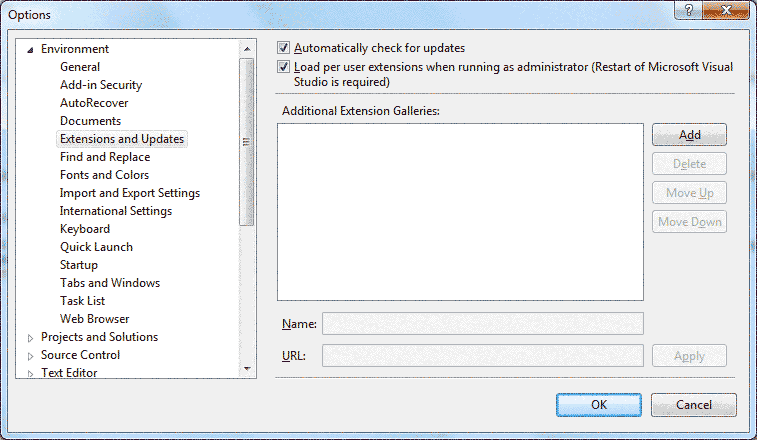 Options
Environment
General
Add-in Security
AutoRecover
Documents
Extensions and Updates
Find and Replace
Fonts and Colors
Import and Export Settings
International Settings
Keyboard
Quick Launch
Startup
Tabs and Windows
Task List
Web Browser
Projects and Solutions
Source Control
Text Editor
Automatically check for updates
Load per user extensions when running as administrator (Restart of Microsoft Visual
Studio is required)
Additional Extension Galleries:
Add
Delete
Move Up
Move Down
Name:
URL:
Apply
OK
Cancel